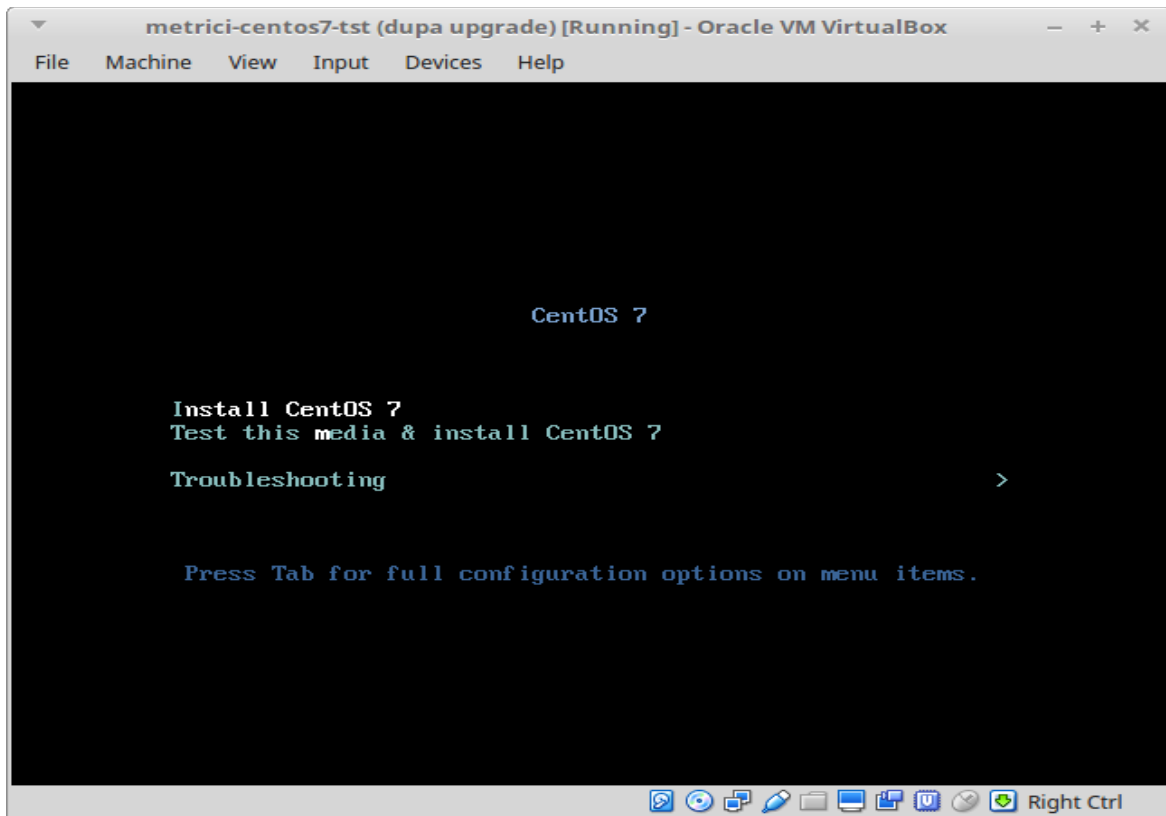 metrici-centos7-tst (dupa upgrade) [Running] - Oracle VM VirtualBox
File Machine View Input Devices Help
CentOS 7
Install CentOS 7
Test this media & install CentOS 7
Troubleshooting >
Press Tab for full configuration options on menu items.
Right Ctrl